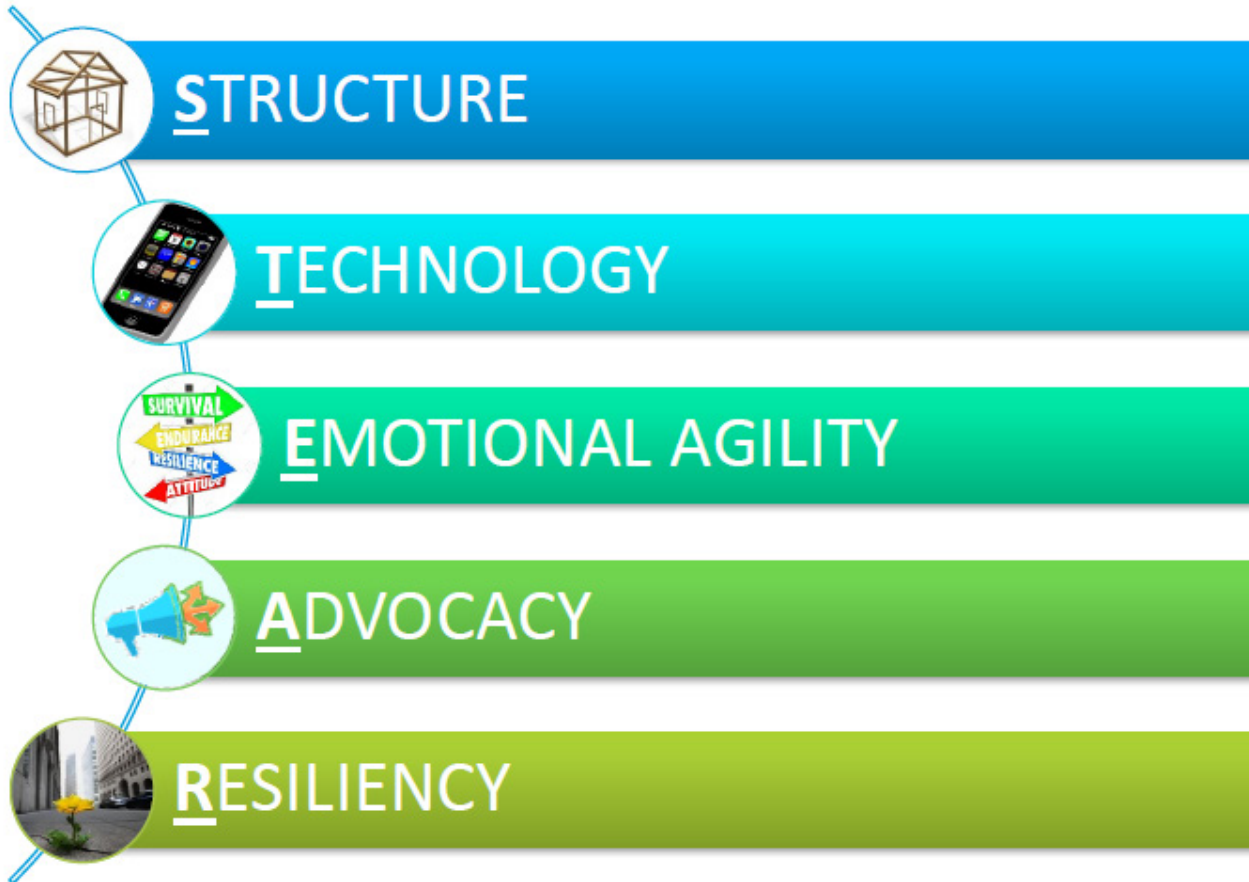 STRUCTURE
TECHNOLOGY
SURVIVAL
ENDURANCE
RESILIENCE
ATTITUDE
EMOTIONAL AGILITY
ADVOCACY
RESILIENCY